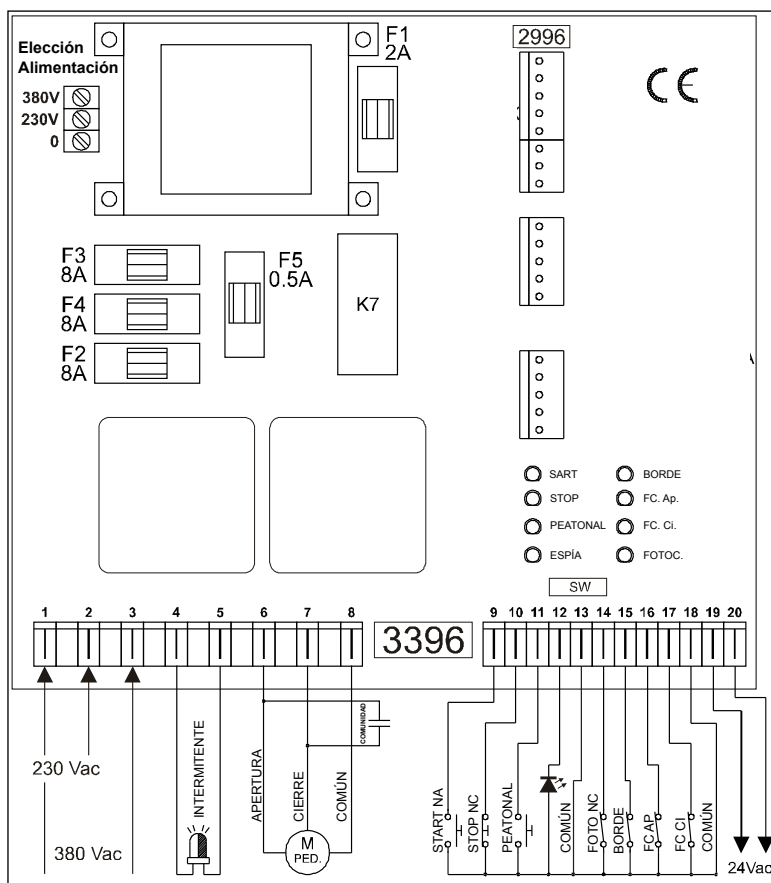 Elección
Alimentación
380V
230V
0
F1
2A
2996
CE
F3
8A
F4
8A
F2
8A
F5
0.5A
K7
SART
STOP
PEATONAL
ESPÍA
BORDE
FC. Ap.
FC. Ci.
FOTOC.
SW
1 2 3 4 5 6 7 8
3396
9 10 11 12 13 14 15 16 17 18 19 20
230 Vac
380 Vac
INTERMITENTE
APERTURA
CIERRE
COMÚN
COMUNIDAD
M
PED.
START NA
STOP NC
PEATONAL
COMÚN
FOTO NC
BORDE
FC AP
FC CI
COMÚN
24Vac